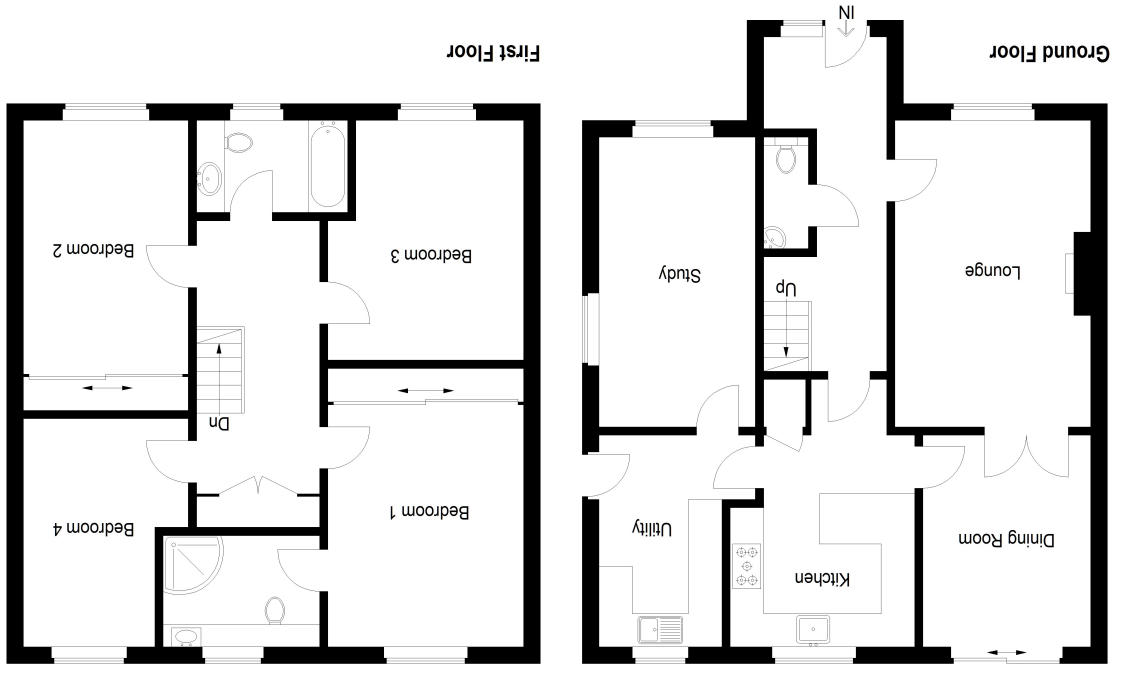 Ground Floor
IN
Lounge
Up
Study
Dining Room
Kitchen
Utility
First Floor
Bedroom 3
Bedroom 2
Dn
Bedroom 1
Bedroom 4